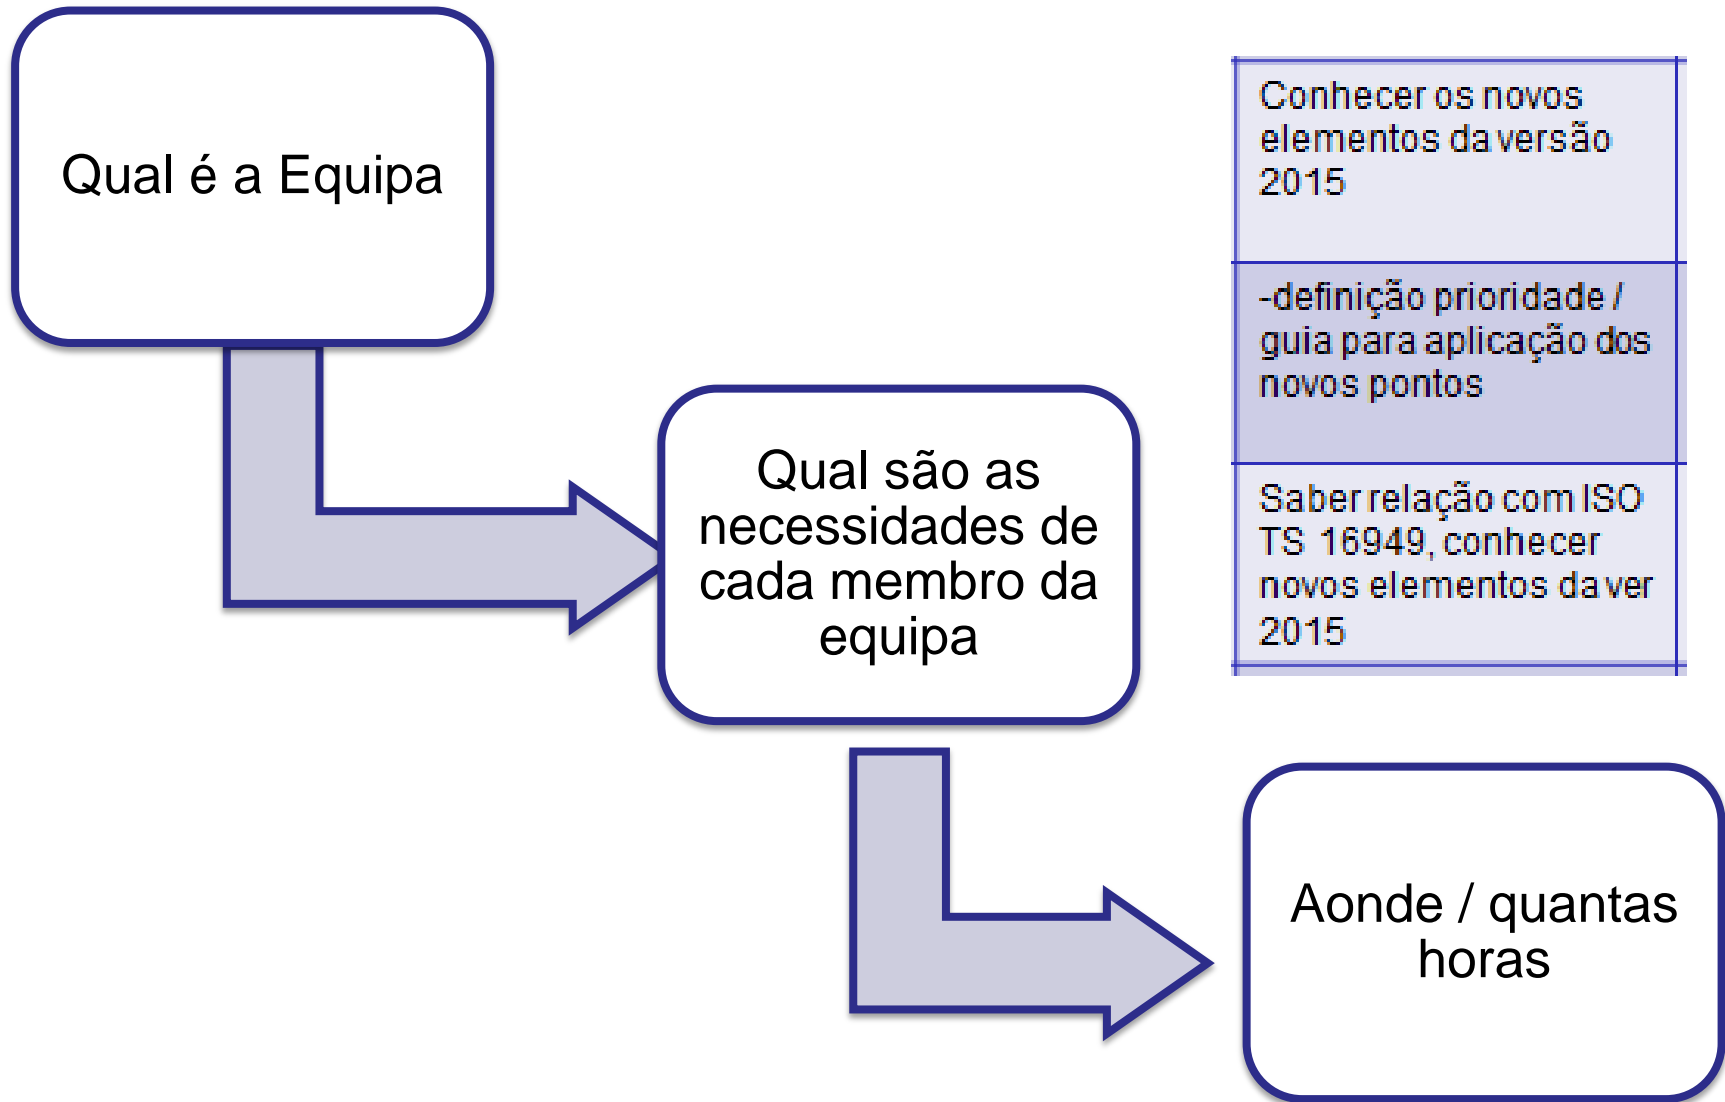 Qual é a Equipa
Qual são as
necessidades de
cada membro da
equipa
Conhecer os novos
elementos da versão
2015
-definição prioridade /
guia para aplicação dos
novos pontos
Saber relação com ISO
TS 16949, conhecer
novos elementos da ver
2015
Aonde / quantas
horas